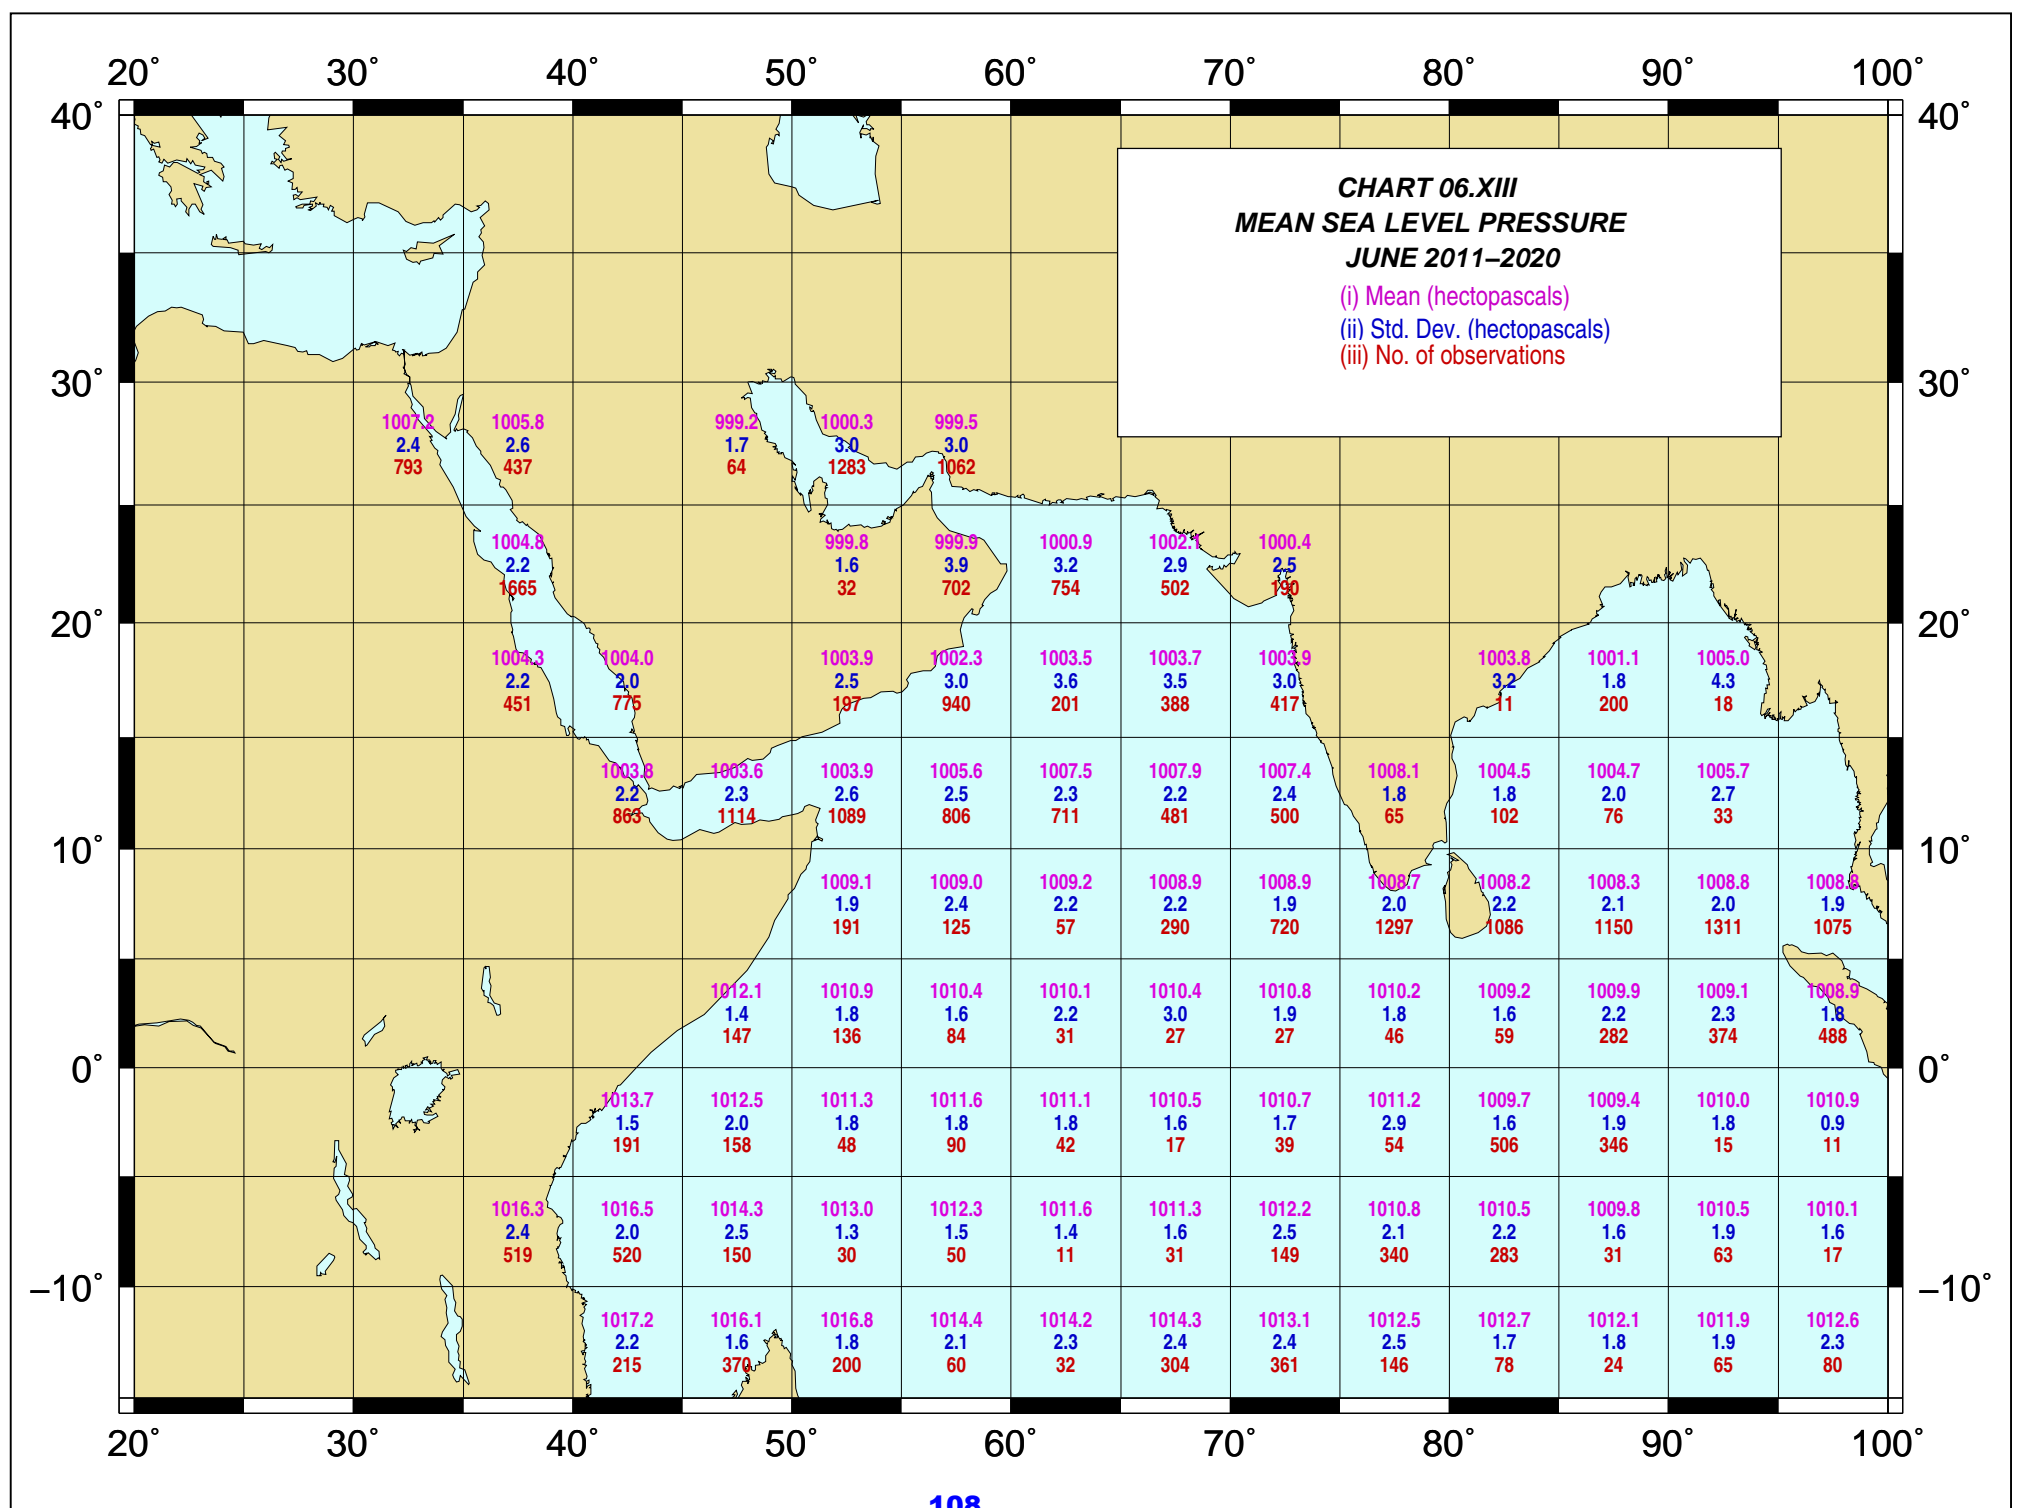 20° 30° 40° 50° 60° 70° 80° 90° 100°
40° 40°
CHART 06.XIII
MEAN SEA LEVEL PRESSURE
JUNE 2011–2020
(i) Mean (hectopascals)
(ii) Std. Dev. (hectopascals)
(iii) No. of observations
30° 30°
1007.2 1005.8 999.2 1000.3 999.5
2.4 2.6 1.7 3.0 3.0
793 437 64 1283 1062
1004.8 999.8 999.9 1000.9 1002.1 1000.4
2.2 1.6 3.9 3.2 2.9 2.5
1665 32 702 754 502 190
20° 20°
1004.3 1004.0 1003.9 1002.3 1003.5 1003.7 1003.9 1003.8 1001.1 1005.0
2.2 2.0 2.5 3.0 3.6 3.5 3.0 3.2 1.8 4.3
451 775 197 940 201 388 417 11 200 18
1003.8 1003.6 1003.9 1005.6 1007.5 1007.9 1007.4 1008.1 1004.5 1004.7 1005.7
2.2 2.3 2.6 2.5 2.3 2.2 2.4 1.8 1.8 2.0 2.7
863 1114 1089 806 711 481 500 65 102 76 33
10° 10°
1009.1 1009.0 1009.2 1008.9 1008.9 1008.7 1008.2 1008.3 1008.8 1008.8
1.9 2.4 2.2 2.2 1.9 2.0 2.2 2.1 2.0 1.9
191 125 57 290 720 1297 1086 1150 1311 1075
1012.1 1010.9 1010.4 1010.1 1010.4 1010.8 1010.2 1009.2 1009.9 1009.1 1008.9
1.4 1.8 1.6 2.2 3.0 1.9 1.8 1.6 2.2 2.3 1.8
147 136 84 31 27 27 46 59 282 374 488
0° 0°
1013.7 1012.5 1011.3 1011.6 1011.1 1010.5 1010.7 1011.2 1009.7 1009.4 1010.0 1010.9
1.5 2.0 1.8 1.8 1.8 1.6 1.7 2.9 1.6 1.9 1.8 0.9
191 158 48 90 42 17 39 54 506 346 15 11
1016.3 1016.5 1014.3 1013.0 1012.3 1011.6 1011.3 1012.2 1010.8 1010.5 1009.8 1010.5 1010.1
2.4 2.0 2.5 1.3 1.5 1.4 1.6 2.5 2.1 2.2 1.6 1.9 1.6
519 520 150 30 50 11 31 149 340 283 31 63 17
–10° –10°
1017.2 1016.1 1016.8 1014.4 1014.2 1014.3 1013.1 1012.5 1012.7 1012.1 1011.9 1012.6
2.2 1.6 1.8 2.1 2.3 2.4 2.4 2.5 1.7 1.8 1.9 2.3
215 370 200 60 32 304 361 146 78 24 65 80
20° 30° 40° 50° 60° 70° 80° 90° 100°
108